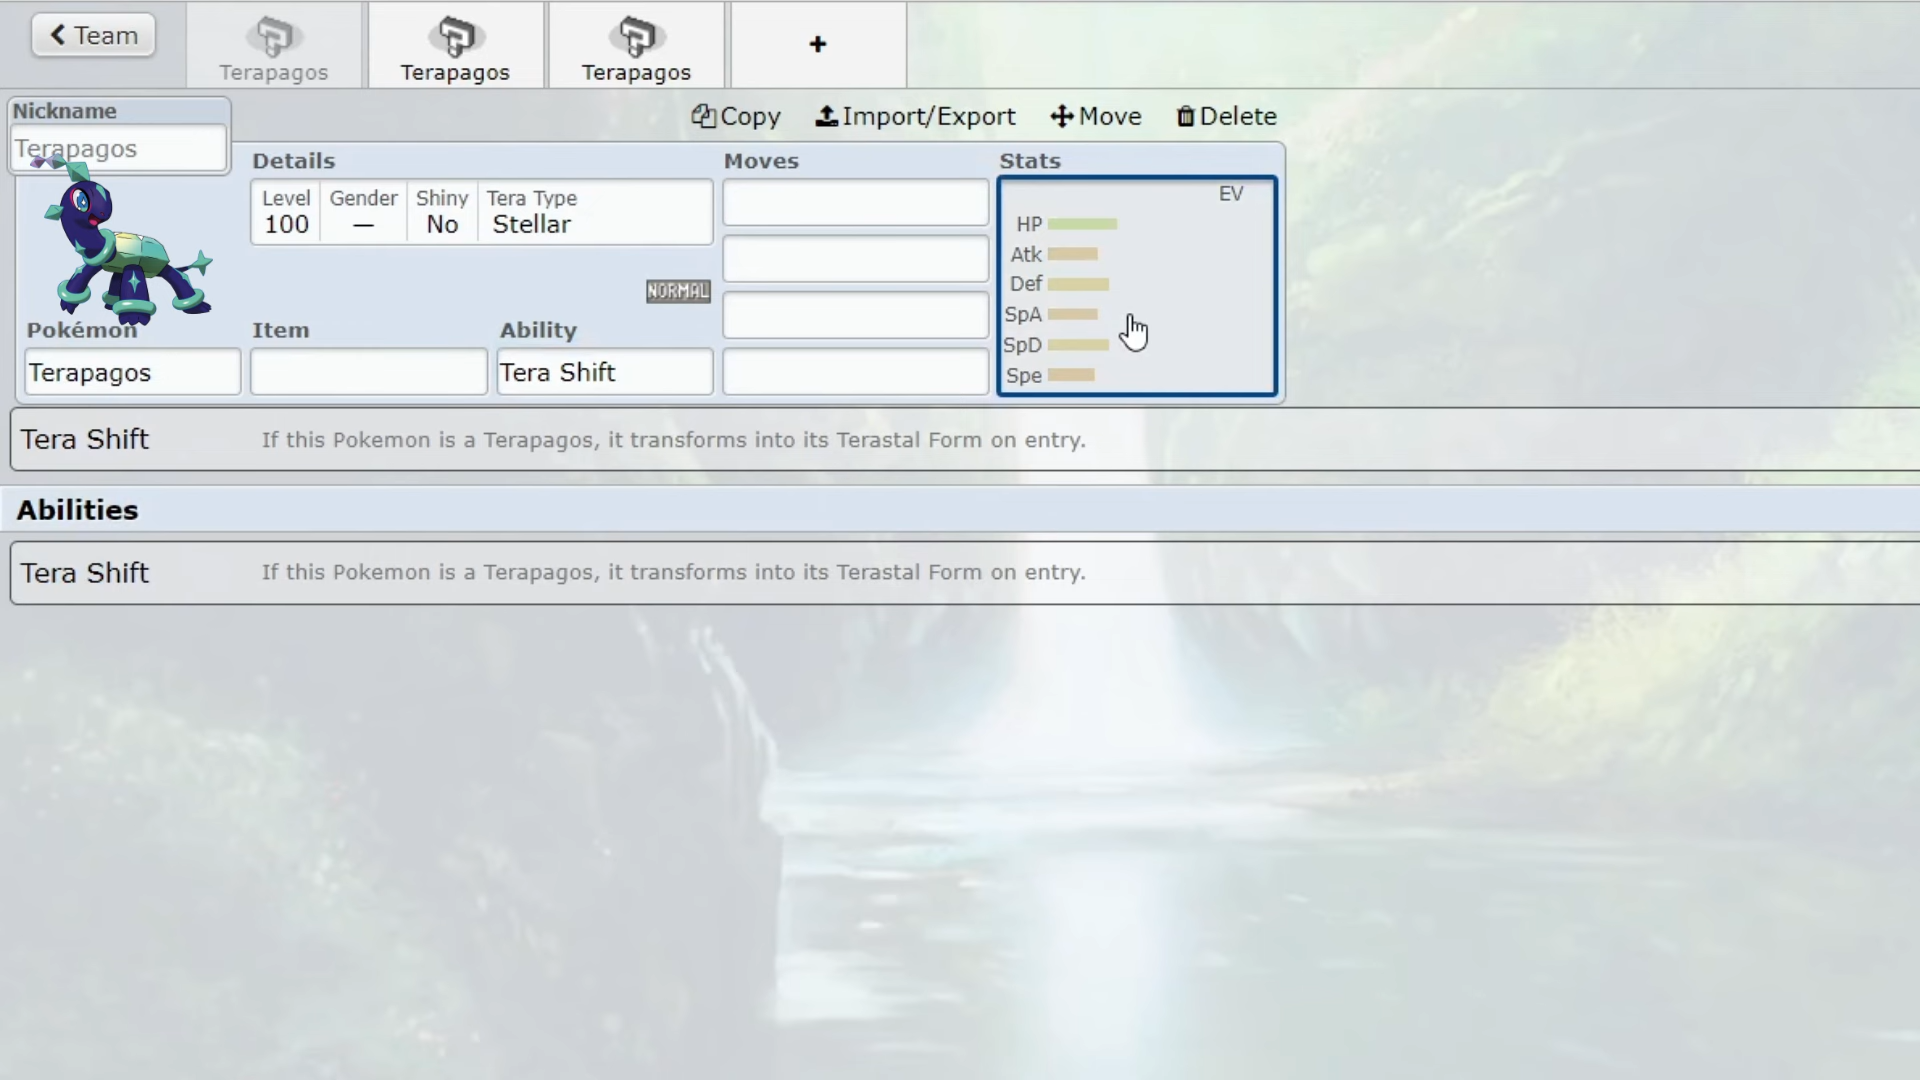 Team
Terapagos
Terapagos
Terapagos
+
Nickname
Terapagos
Copy
Import/Export
Move
Delete
Details
Moves
Stats
Level
Gender
Shiny
Tera Type
100
—
No
Stellar
EV
HP
Atk
Def
SpA
SpD
Spe
NORMAL
Pokémon
Item
Ability
Terapagos
Tera Shift
Tera Shift If this Pokemon is a Terapagos, it transforms into its Terastal Form on entry.
Abilities
Tera Shift If this Pokemon is a Terapagos, it transforms into its Terastal Form on entry.